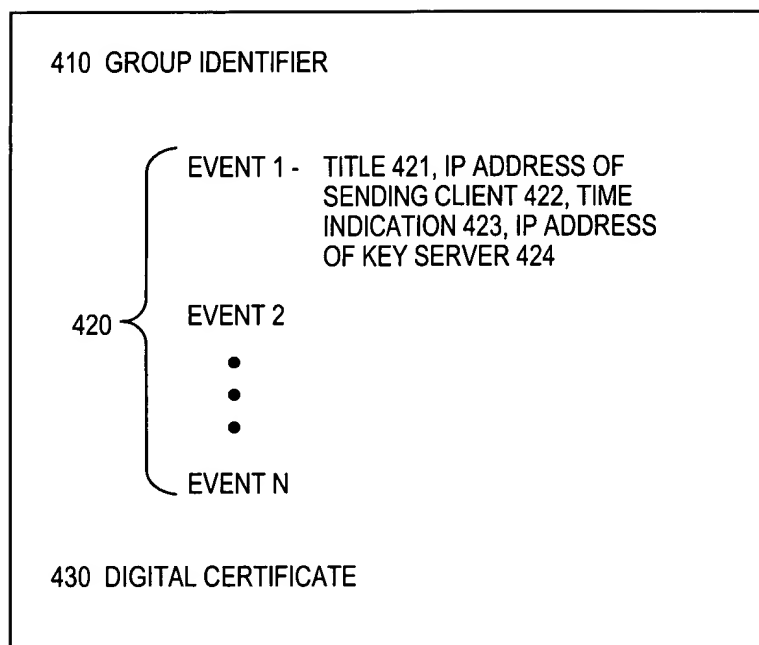 410 GROUP IDENTIFIER
EVENT 1 - TITLE 421, IP ADDRESS OF
SENDING CLIENT 422, TIME
INDICATION 423, IP ADDRESS
OF KEY SERVER 424
420
EVENT 2
EVENT N
430 DIGITAL CERTIFICATE